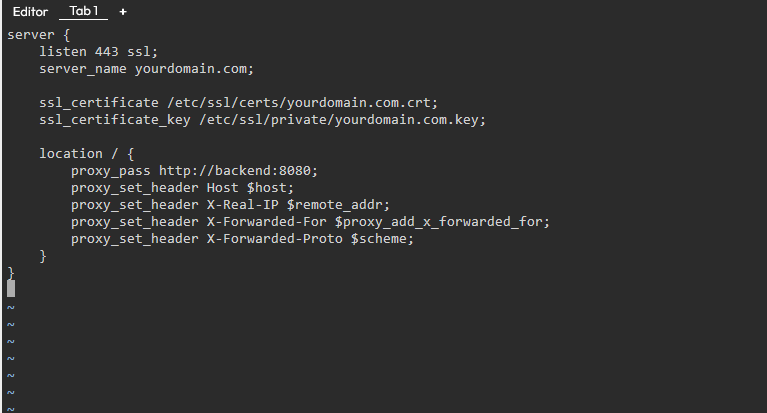 Editor Tab 1 +
server {
    listen 443 ssl;
    server_name yourdomain.com;

    ssl_certificate /etc/ssl/certs/yourdomain.com.crt;
    ssl_certificate_key /etc/ssl/private/yourdomain.com.key;

    location / {
        proxy_pass http://backend:8080;
        proxy_set_header Host $host;
        proxy_set_header X-Real-IP $remote_addr;
        proxy_set_header X-Forwarded-For $proxy_add_x_forwarded_for;
        proxy_set_header X-Forwarded-Proto $scheme;
    }
}
~
~
~
~
~
~
~